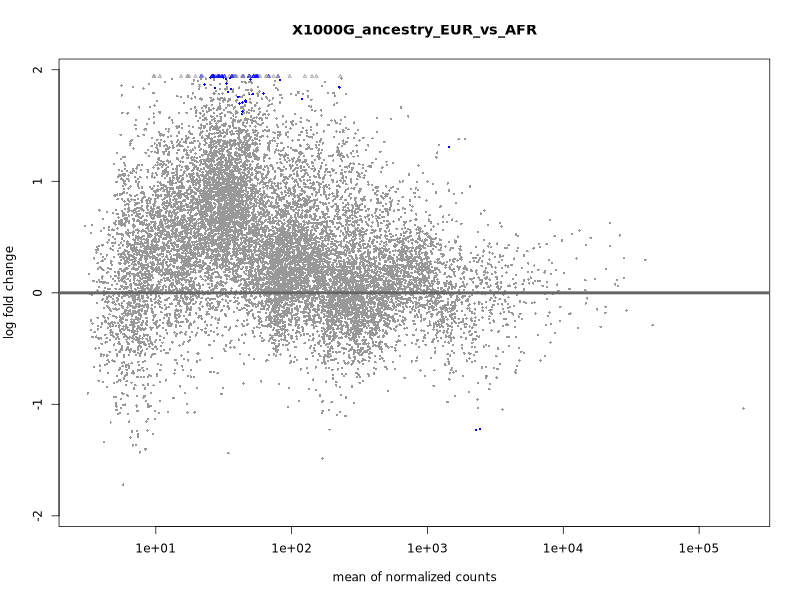 X1000G_ancestry_EUR_vs_AFR
2
1
0
-1
-2
log fold change
1e+01 1e+02 1e+03 1e+04 1e+05
mean of normalized counts